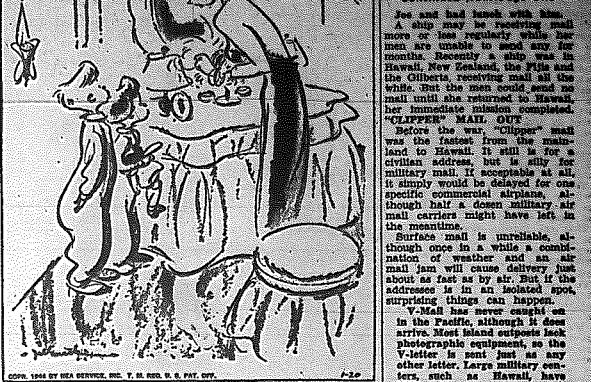 Joe and had lunch with him.
A ship may be receiving mail
more or less regularly while her
men are unable to send any for
months. Recently a ship was in
Hawaii, New Zealand, the Fijis and
the Gilberts, receiving mail all the
while. But the men could send no
mail until she returned to Hawaii,
her immediate mission completed.
"CLIPPER" MAIL OUT
Before the war, "Clipper" mail
was the fastest from the main-
land to Hawaii. It still is for a
civilian address, but is silly for
military mail. If acceptable at all,
it simply would be delayed for one
specific commercial airplane, al-
though half a dozen military air
mail carriers might have left in
the meantime.
Surface mail is unreliable, al-
though once in a while a combi-
nation of weather and an air
mail jam will cause delivery just
about as fast as by air. But if the
addressee is in an isolated spot,
surprising things can happen.
V-Mail has never caught on
in the Pacific, although it does
arrive. Most island outposts lack
photographic equipment, so the
V-letter is sent just as any
other letter. Large military cen-
ters, such as Hawaii have
COPR. 1944 BY NEA SERVICE, INC. T. M. REG. U. S. PAT. OFF.
1-20